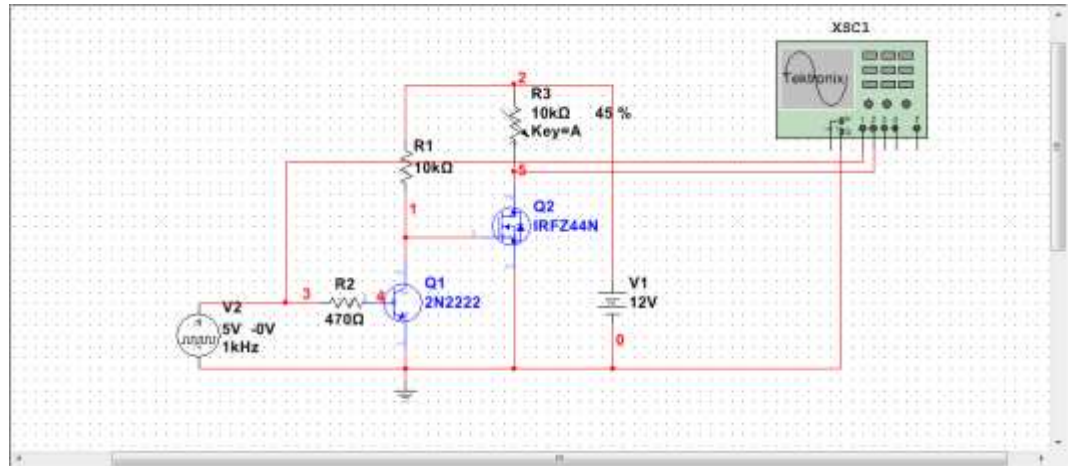 XSC1
Tektronix
2
R3
10kΩ 45 %
Key=A
R1
10kΩ
5
1
Q2
IRFZ44N
R2
3
4
470Ω
Q1
2N2222
V1
12V
V2
5V -0V
1kHz
0